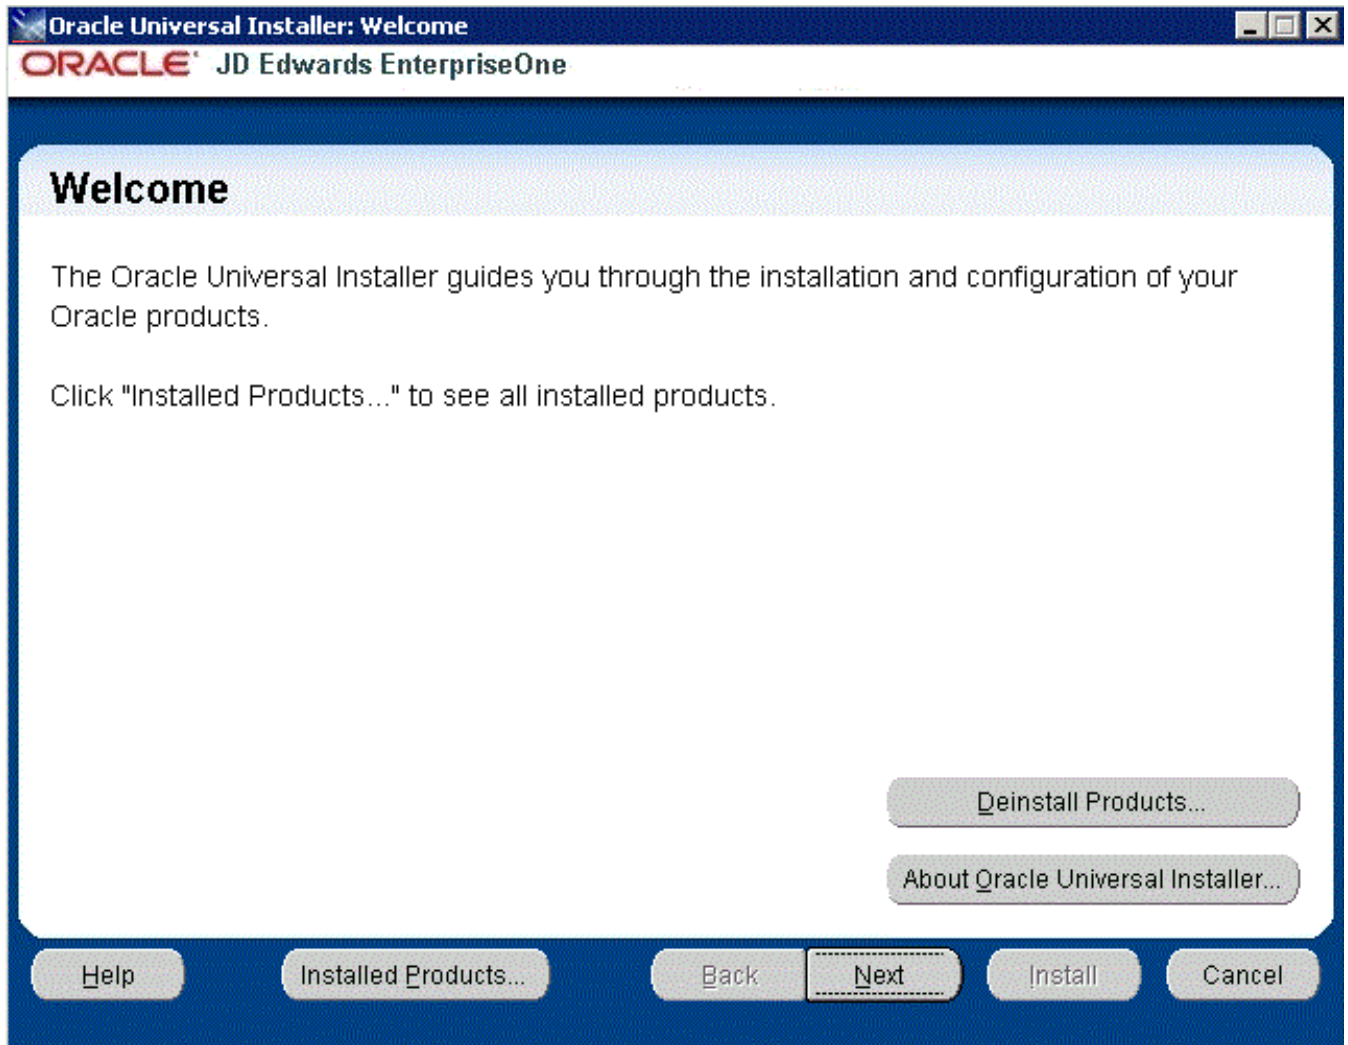 Oracle Universal Installer: Welcome
ORACLE JD Edwards EnterpriseOne
Welcome
The Oracle Universal Installer guides you through the installation and configuration of your
Oracle products.
Click "Installed Products..." to see all installed products.
Deinstall Products...
About Oracle Universal Installer...
Help Installed Products... Back Next Install Cancel